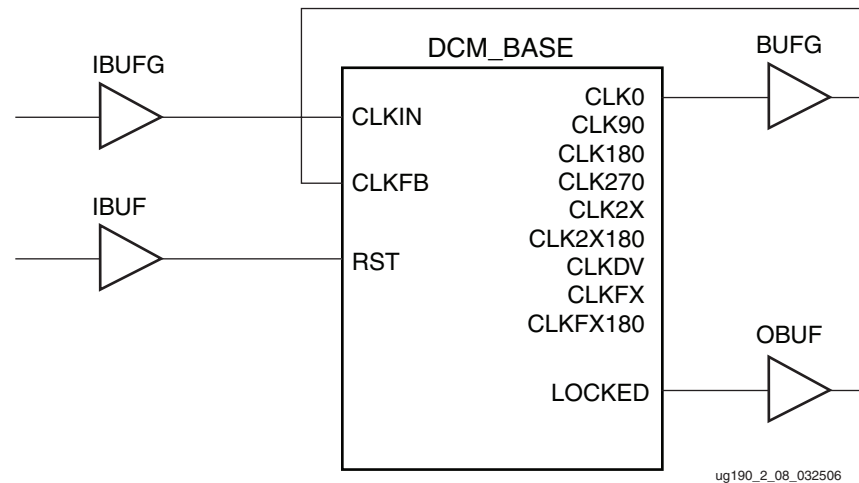 DCM_BASE
IBUFG
BUFG
CLKIN
CLKFB
IBUF
RST
CLK0
CLK90
CLK180
CLK270
CLK2X
CLK2X180
CLKDV
CLKFX
CLKFX180
OBUF
LOCKED
ug190_2_08_032506